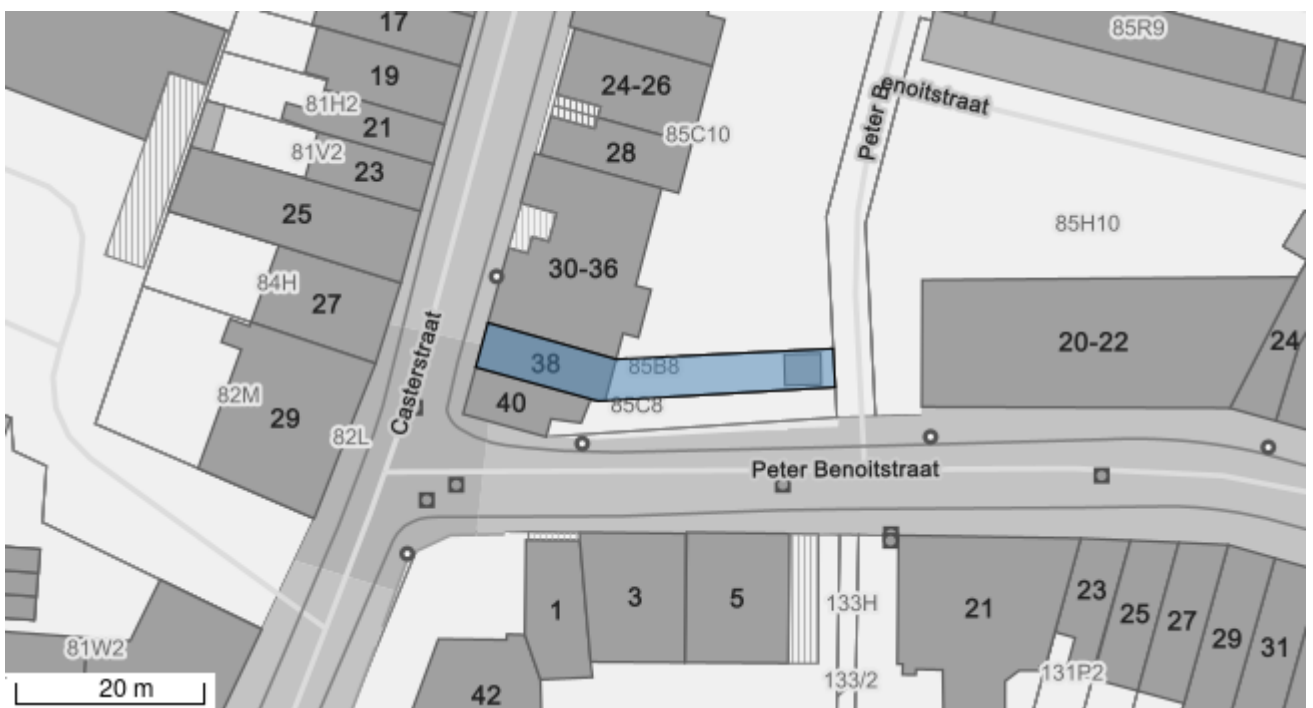 17
19
81H2
21
81V2
23
25
84H
27
82M
29
82L
Casterstraat
24-26
85C10
28
30-36
38
85B8
85C8
40
Peter Benoitstraat
85R9
85H10
20-22
24
Peter Benoitstraat
1
3
5
133H
133/2
21
23
25
27
29
31
131P2
42
81W2
20 m